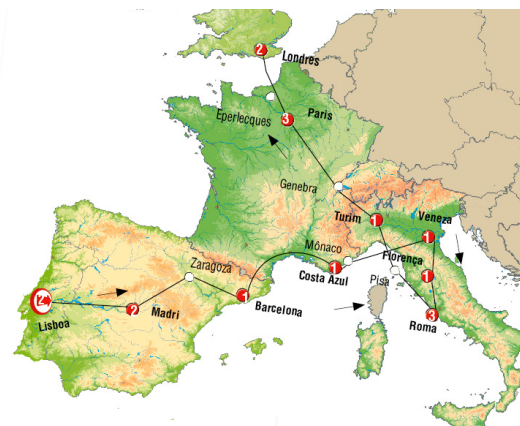 2
Londres
Eperlecques
3
Paris
Genebra
Turim
1
Veneza
1
Mônaco
Florença
1
Zaragoza
1
Costa Azul
Pisa
2
Lisboa
2
Madri
1
Barcelona
3
Roma